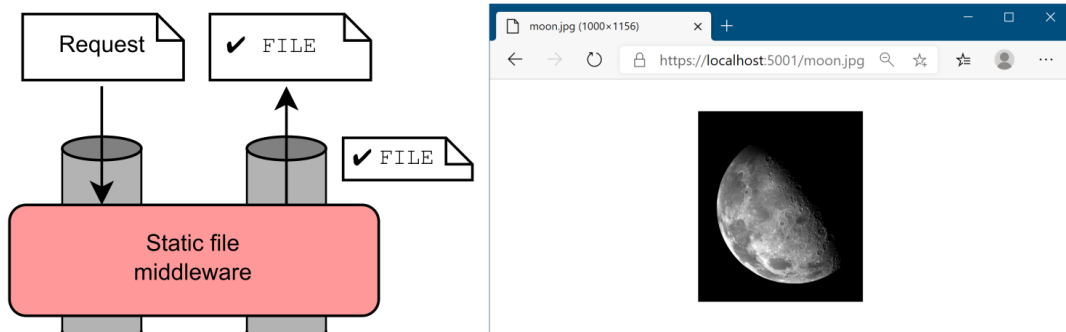 Request
✔ FILE
✔ FILE
Static file
middleware
moon.jpg (1000×1156)
https://localhost:5001/moon.jpg